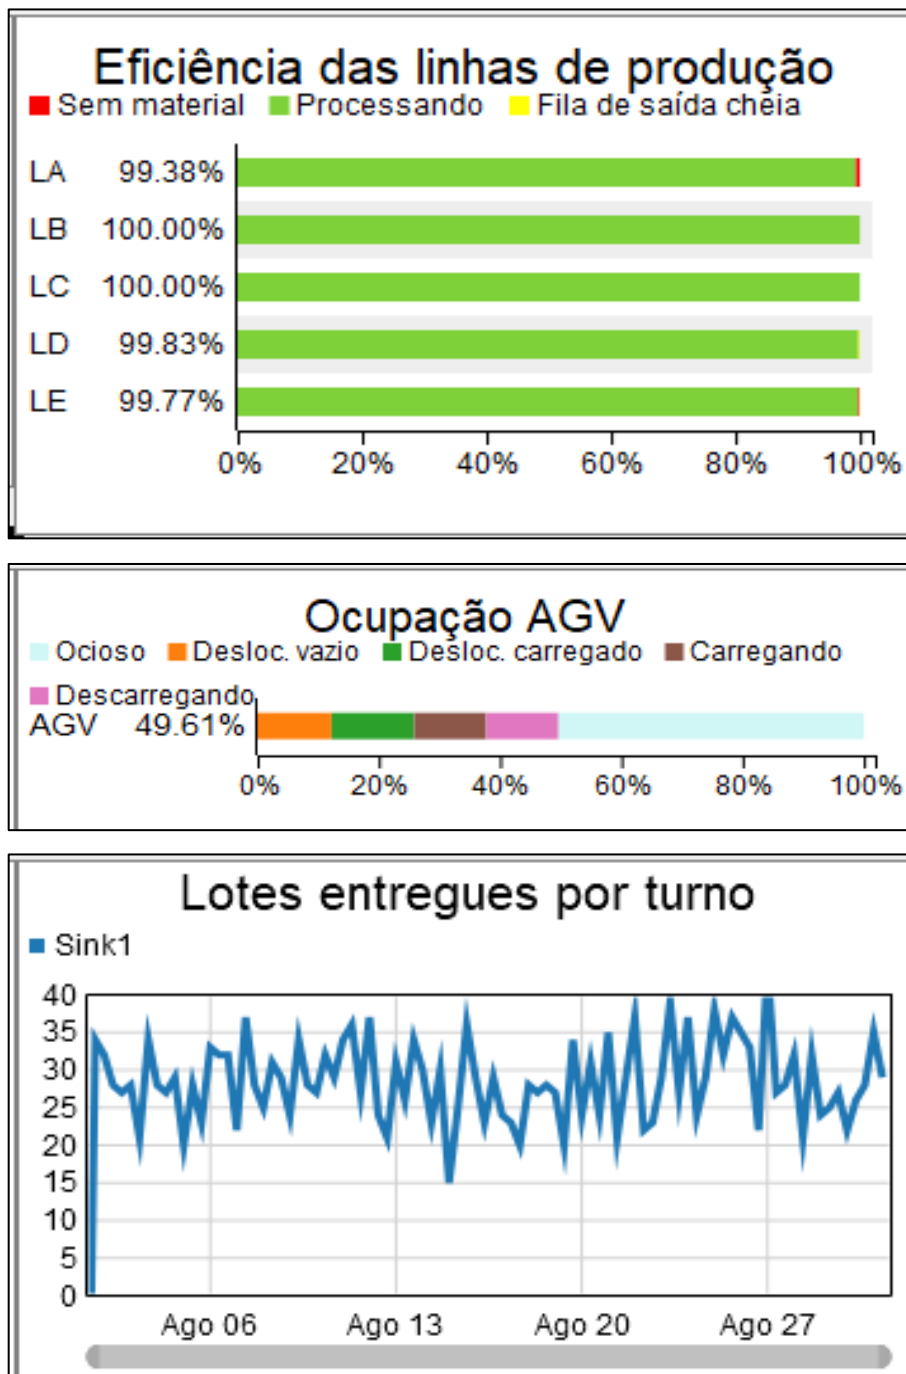 Eficiência das linhas de produção
Sem material Processando Fila de saída cheia
LA 99.38%
LB 100.00%
LC 100.00%
LD 99.83%
LE 99.77%
0% 20% 40% 60% 80% 100%
Ocupação AGV
Ocioso Desloc. vazio Desloc. carregado Carregando
Descarregando
AGV 49.61%
0% 20% 40% 60% 80% 100%
Lotes entregues por turno
Sink1
40
35
30
25
20
15
10
5
0
Ago 06 Ago 13 Ago 20 Ago 27